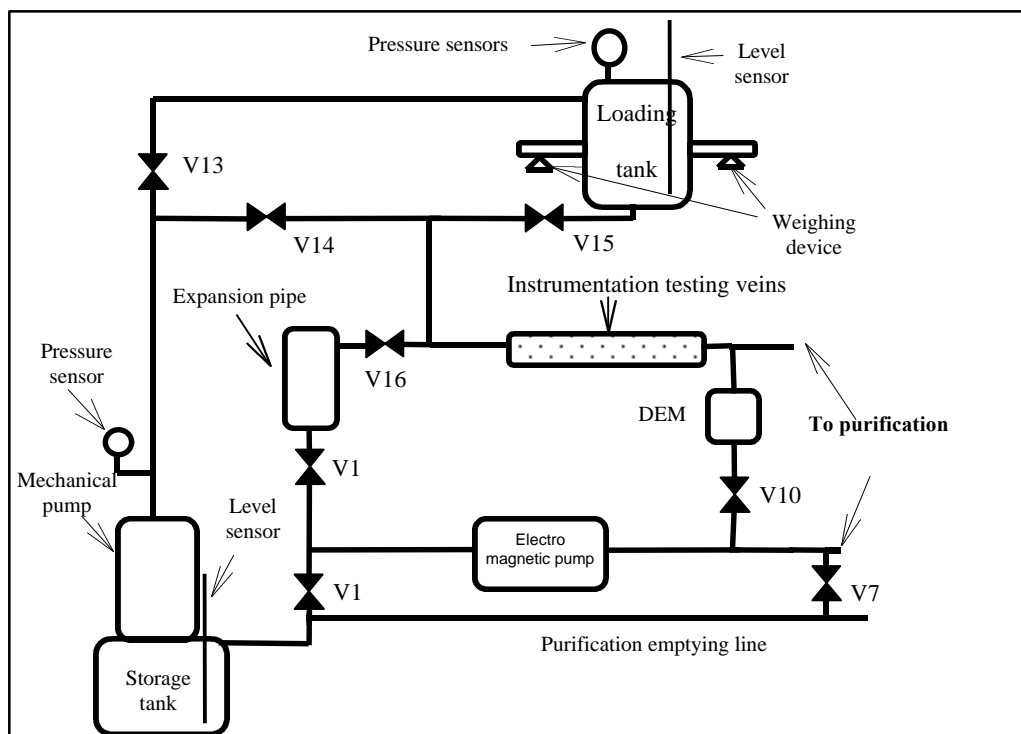 Pressure sensors
Level
sensor
Loading
tank
V13
V14
V15
Weighing
device
Instrumentation testing veins
Expansion pipe
V16
Pressure
sensor
DEM
To purification
Mechanical
pump
V1
Level
sensor
V10
Electro
magnetic pump
V1
V7
Purification emptying line
Storage
tank